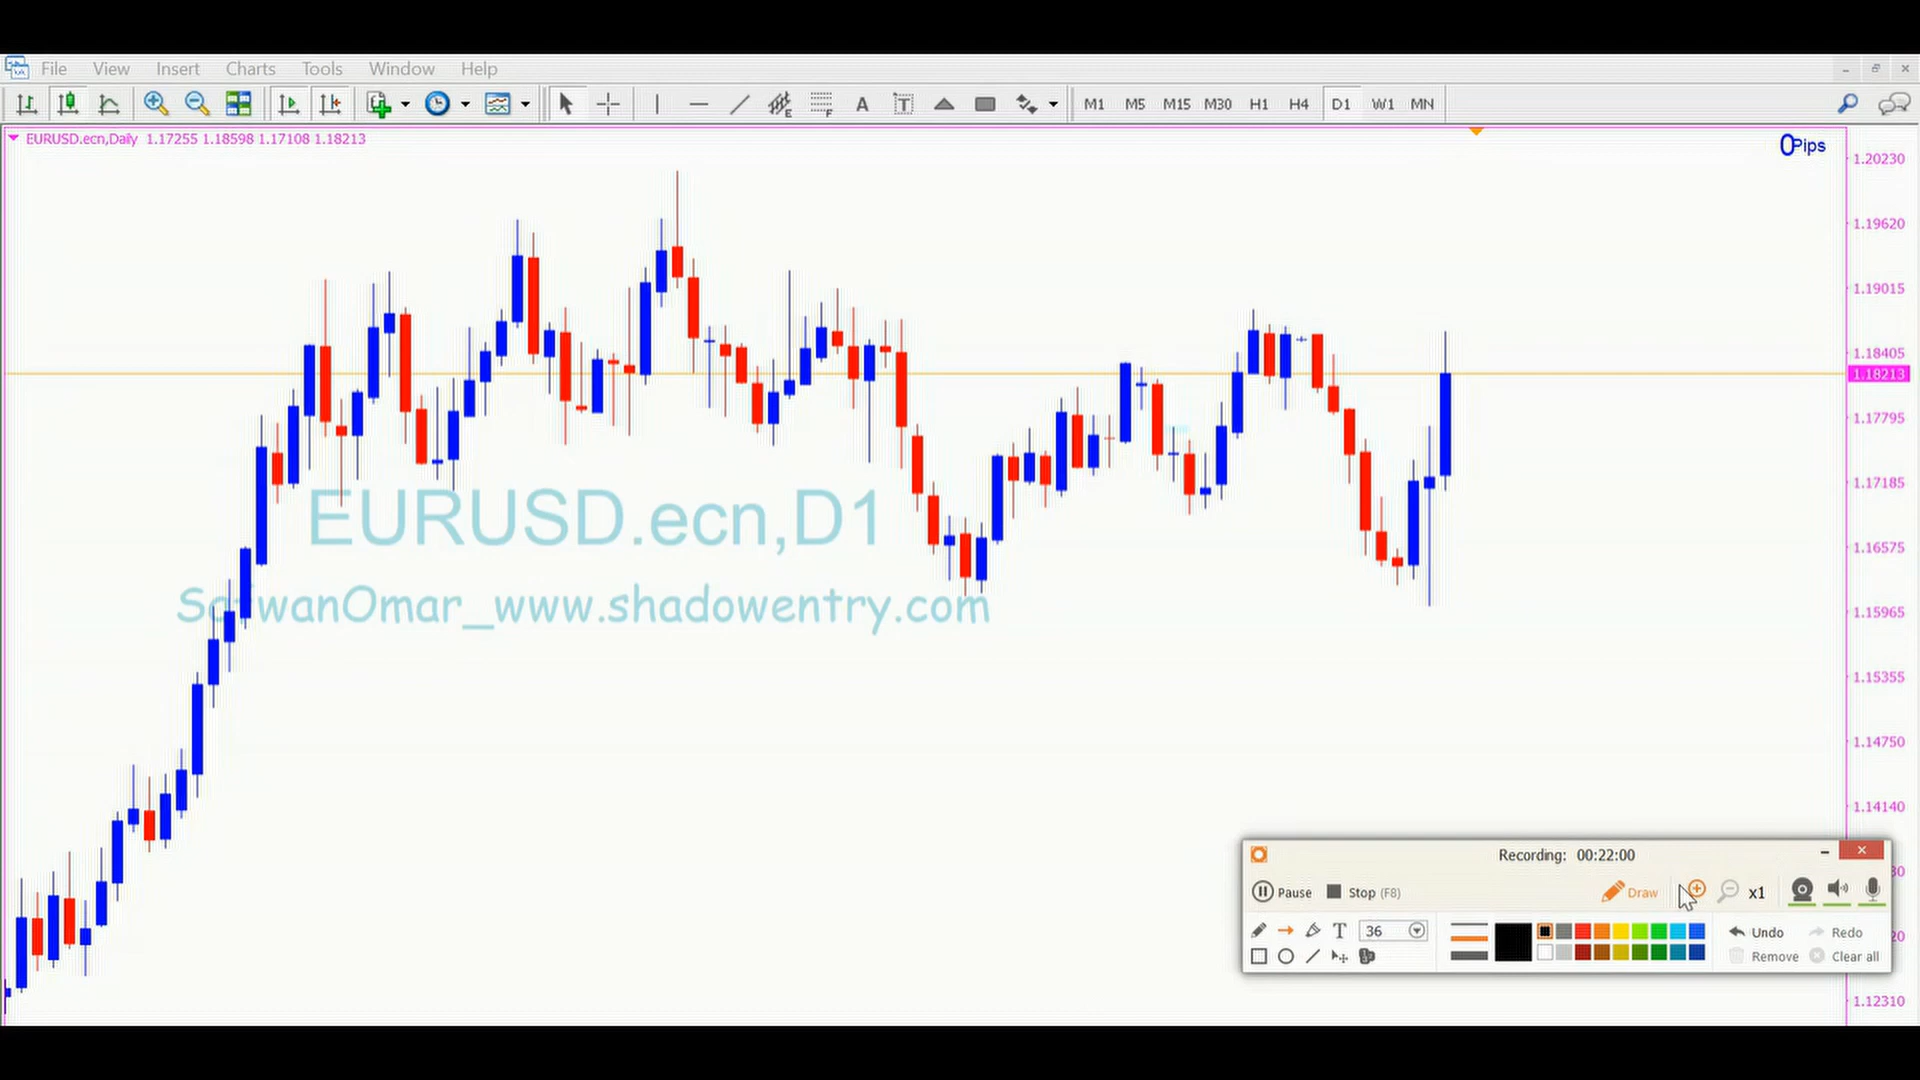 File View Insert Charts Tools Window Help
A T E F M1 M5 M15 M30 H1 H4 D1 W1 MN
EURUSD.ecn,Daily 1.17255 1.18598 1.17108 1.18213
0Pips
1.20230
1.19620
1.19015
1.18405
1.18213
1.17795
1.17185
EURUSD.ecn,D1
1.16575
SafwanOmar_www.shadowentry.com
1.15965
1.15355
1.14750
1.14140
Recording: 00:22:00
30
Pause Stop (F8) Draw x1
T 36 Undo Redo
20
Remove Clear all
1.12310